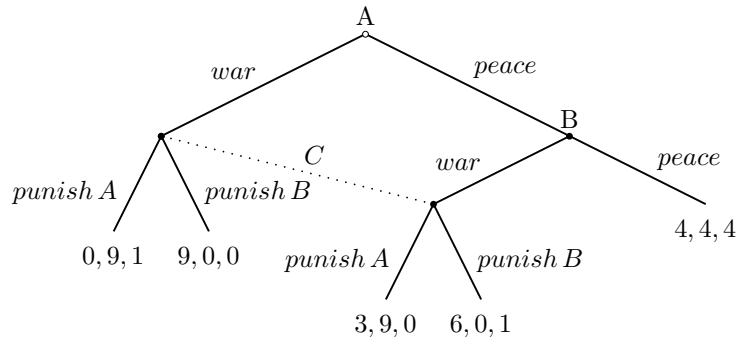 A
war
peace
B
C
war
peace
punish A
punish B
0, 9, 1
9, 0, 0
punish A
punish B
4, 4, 4
3, 9, 0
6, 0, 1